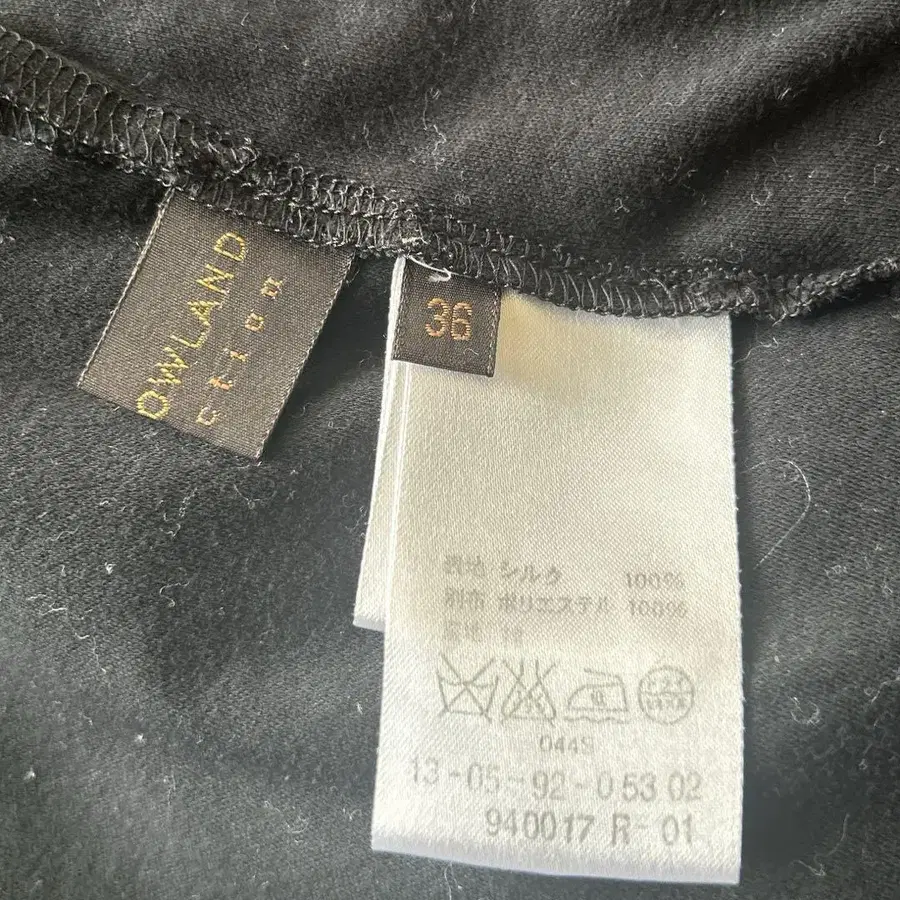 OWLAND
ction
36
表地 シルク 100%
別布 ポリエステル 100%
044S
13-05-92-0 53 02
940017 R-01